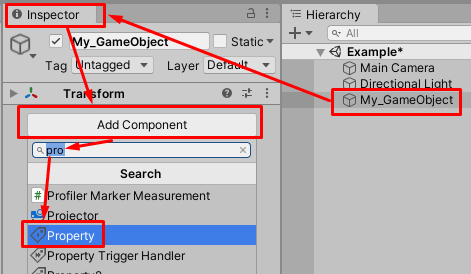 Inspector
My_GameObject
Static
Tag Untagged Layer Default
Transform
Add Component
pro
Search
Profiler Marker Measurement
Projector
Property
Property Trigger Handler
Hierarchy
All
Example*
Main Camera
Directional Light
My_GameObject